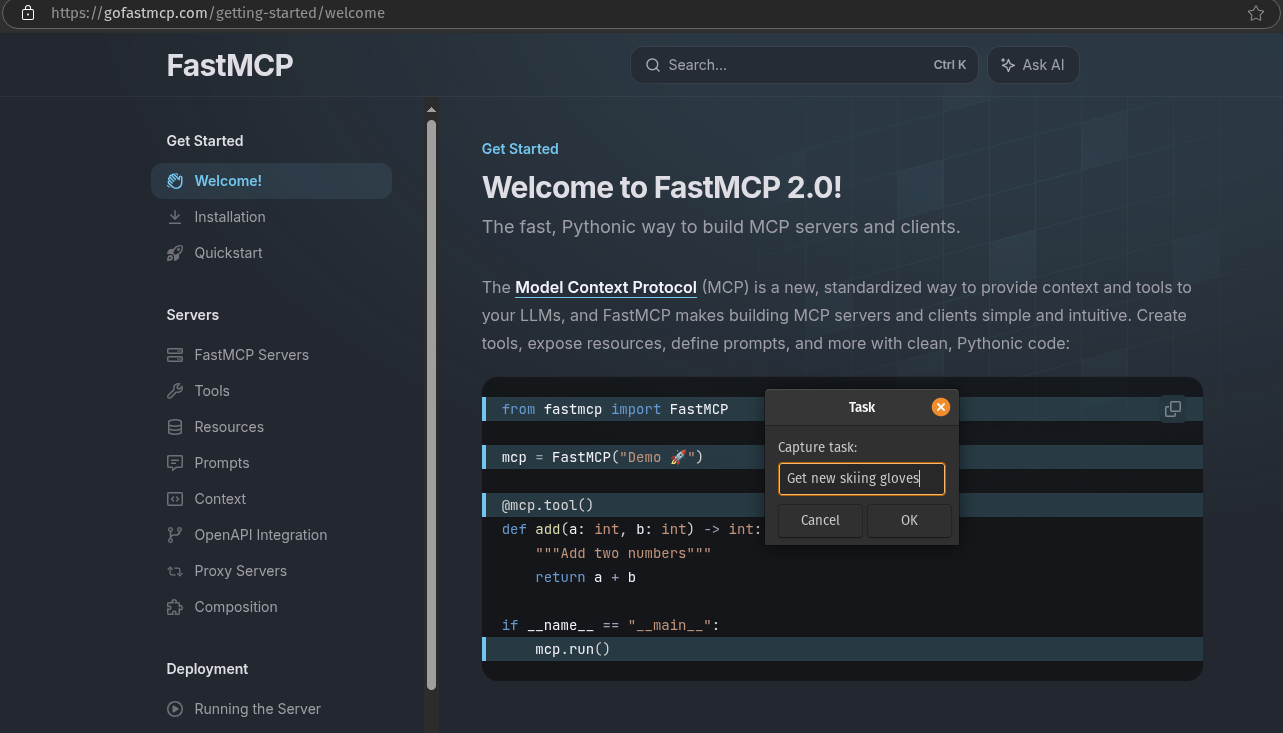 https://gofastmcp.com/getting-started/welcome
FastMCP
Search...
Ctrl K
Ask AI
Get Started
Welcome!
Installation
Quickstart
Servers
FastMCP Servers
Tools
Resources
Prompts
Context
OpenAPI Integration
Proxy Servers
Composition
Deployment
Running the Server
Get Started
Welcome to FastMCP 2.0!
The fast, Pythonic way to build MCP servers and clients.
The Model Context Protocol (MCP) is a new, standardized way to provide context and tools to
your LLMs, and FastMCP makes building MCP servers and clients simple and intuitive. Create
tools, expose resources, define prompts, and more with clean, Pythonic code:
from fastmcp import FastMCP
mcp = FastMCP("Demo 🚀")
@mcp.tool()
def add(a: int, b: int) -> int:
    """Add two numbers"""
    return a + b
if __name__ == "__main__":
    mcp.run()
Task
Capture task:
Get new skiing gloves
Cancel
OK